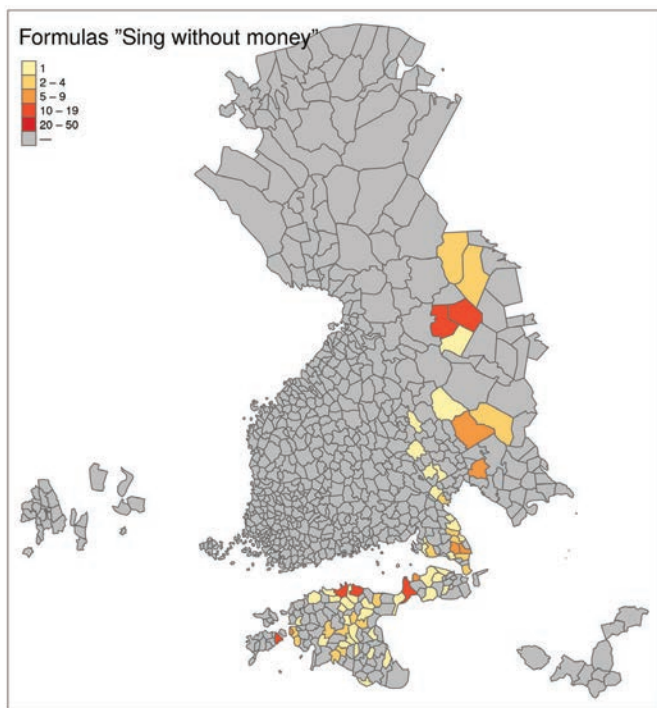 Formulas ”Sing without money”
1
2 – 4
5 – 9
10 – 19
20 – 50
—